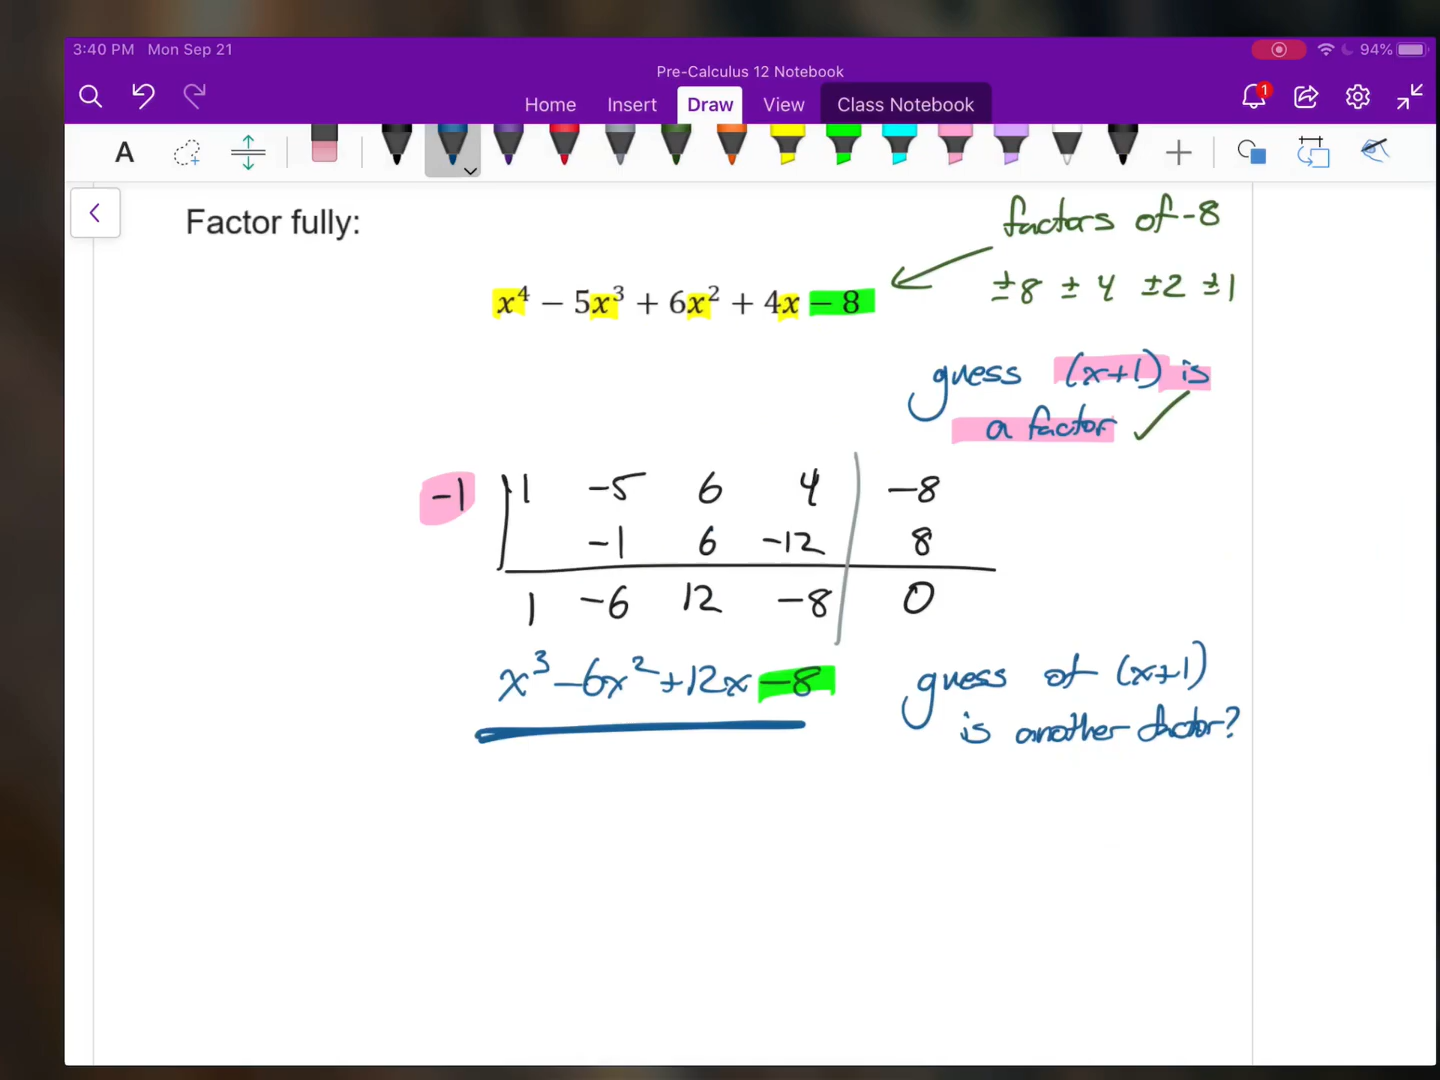 3:40 PM Mon Sep 21
94%
Pre-Calculus 12 Notebook
Home Insert Draw View Class Notebook
1
A
Factor fully:
factors of -8
x⁴ − 5x³ + 6x² + 4x − 8
±8 ±4 ±2 ±1
guess (x+1) is
a factor ✓
-1 1 -5 6 4 -8
-1 6 -12 8
1 -6 12 -8 0
x³-6x²+12x-8
guess of (x+1)
is another factor?